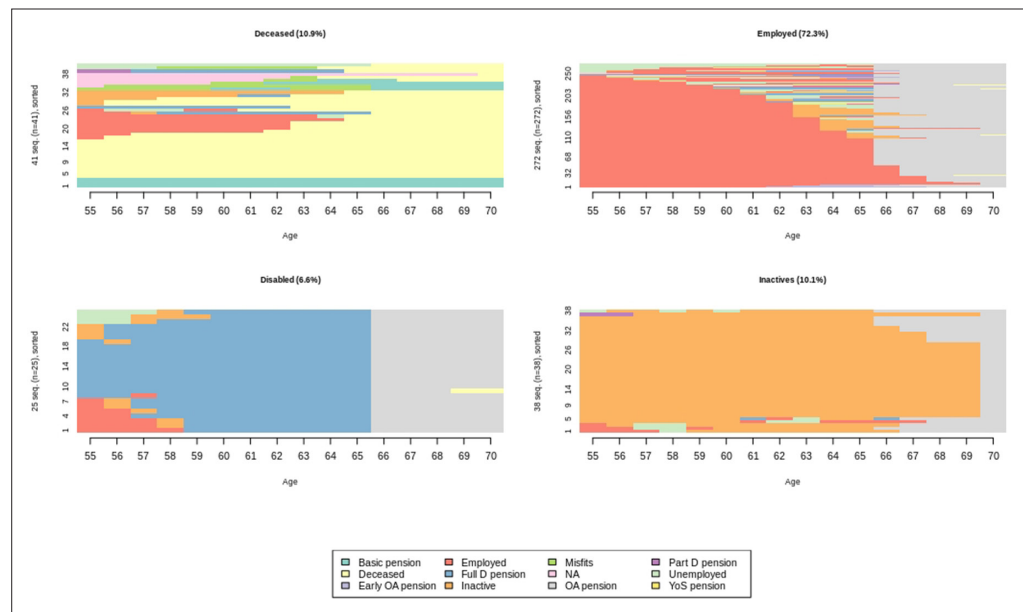 Deceased (10.9%)
41 seq. (n=41), sorted
1 5 9 14 20 26 32 38
55 56 57 58 59 60 61 62 63 64 65 66 67 68 69 70
Age
Employed (72.3%)
272 seq. (n=272), sorted
1 32 68 110 156 203 250
55 56 57 58 59 60 61 62 63 64 65 66 67 68 69 70
Age
Disabled (6.6%)
25 seq. (n=25), sorted
1 4 7 10 14 18 22
55 56 57 58 59 60 61 62 63 64 65 66 67 68 69 70
Age
Inactives (10.1%)
38 seq. (n=38), sorted
1 5 9 14 20 26 32 38
55 56 57 58 59 60 61 62 63 64 65 66 67 68 69 70
Age
Basic pension Employed Misfits Part D pension
Deceased Full D pension NA Unemployed
Early OA pension Inactive OA pension YoS pension